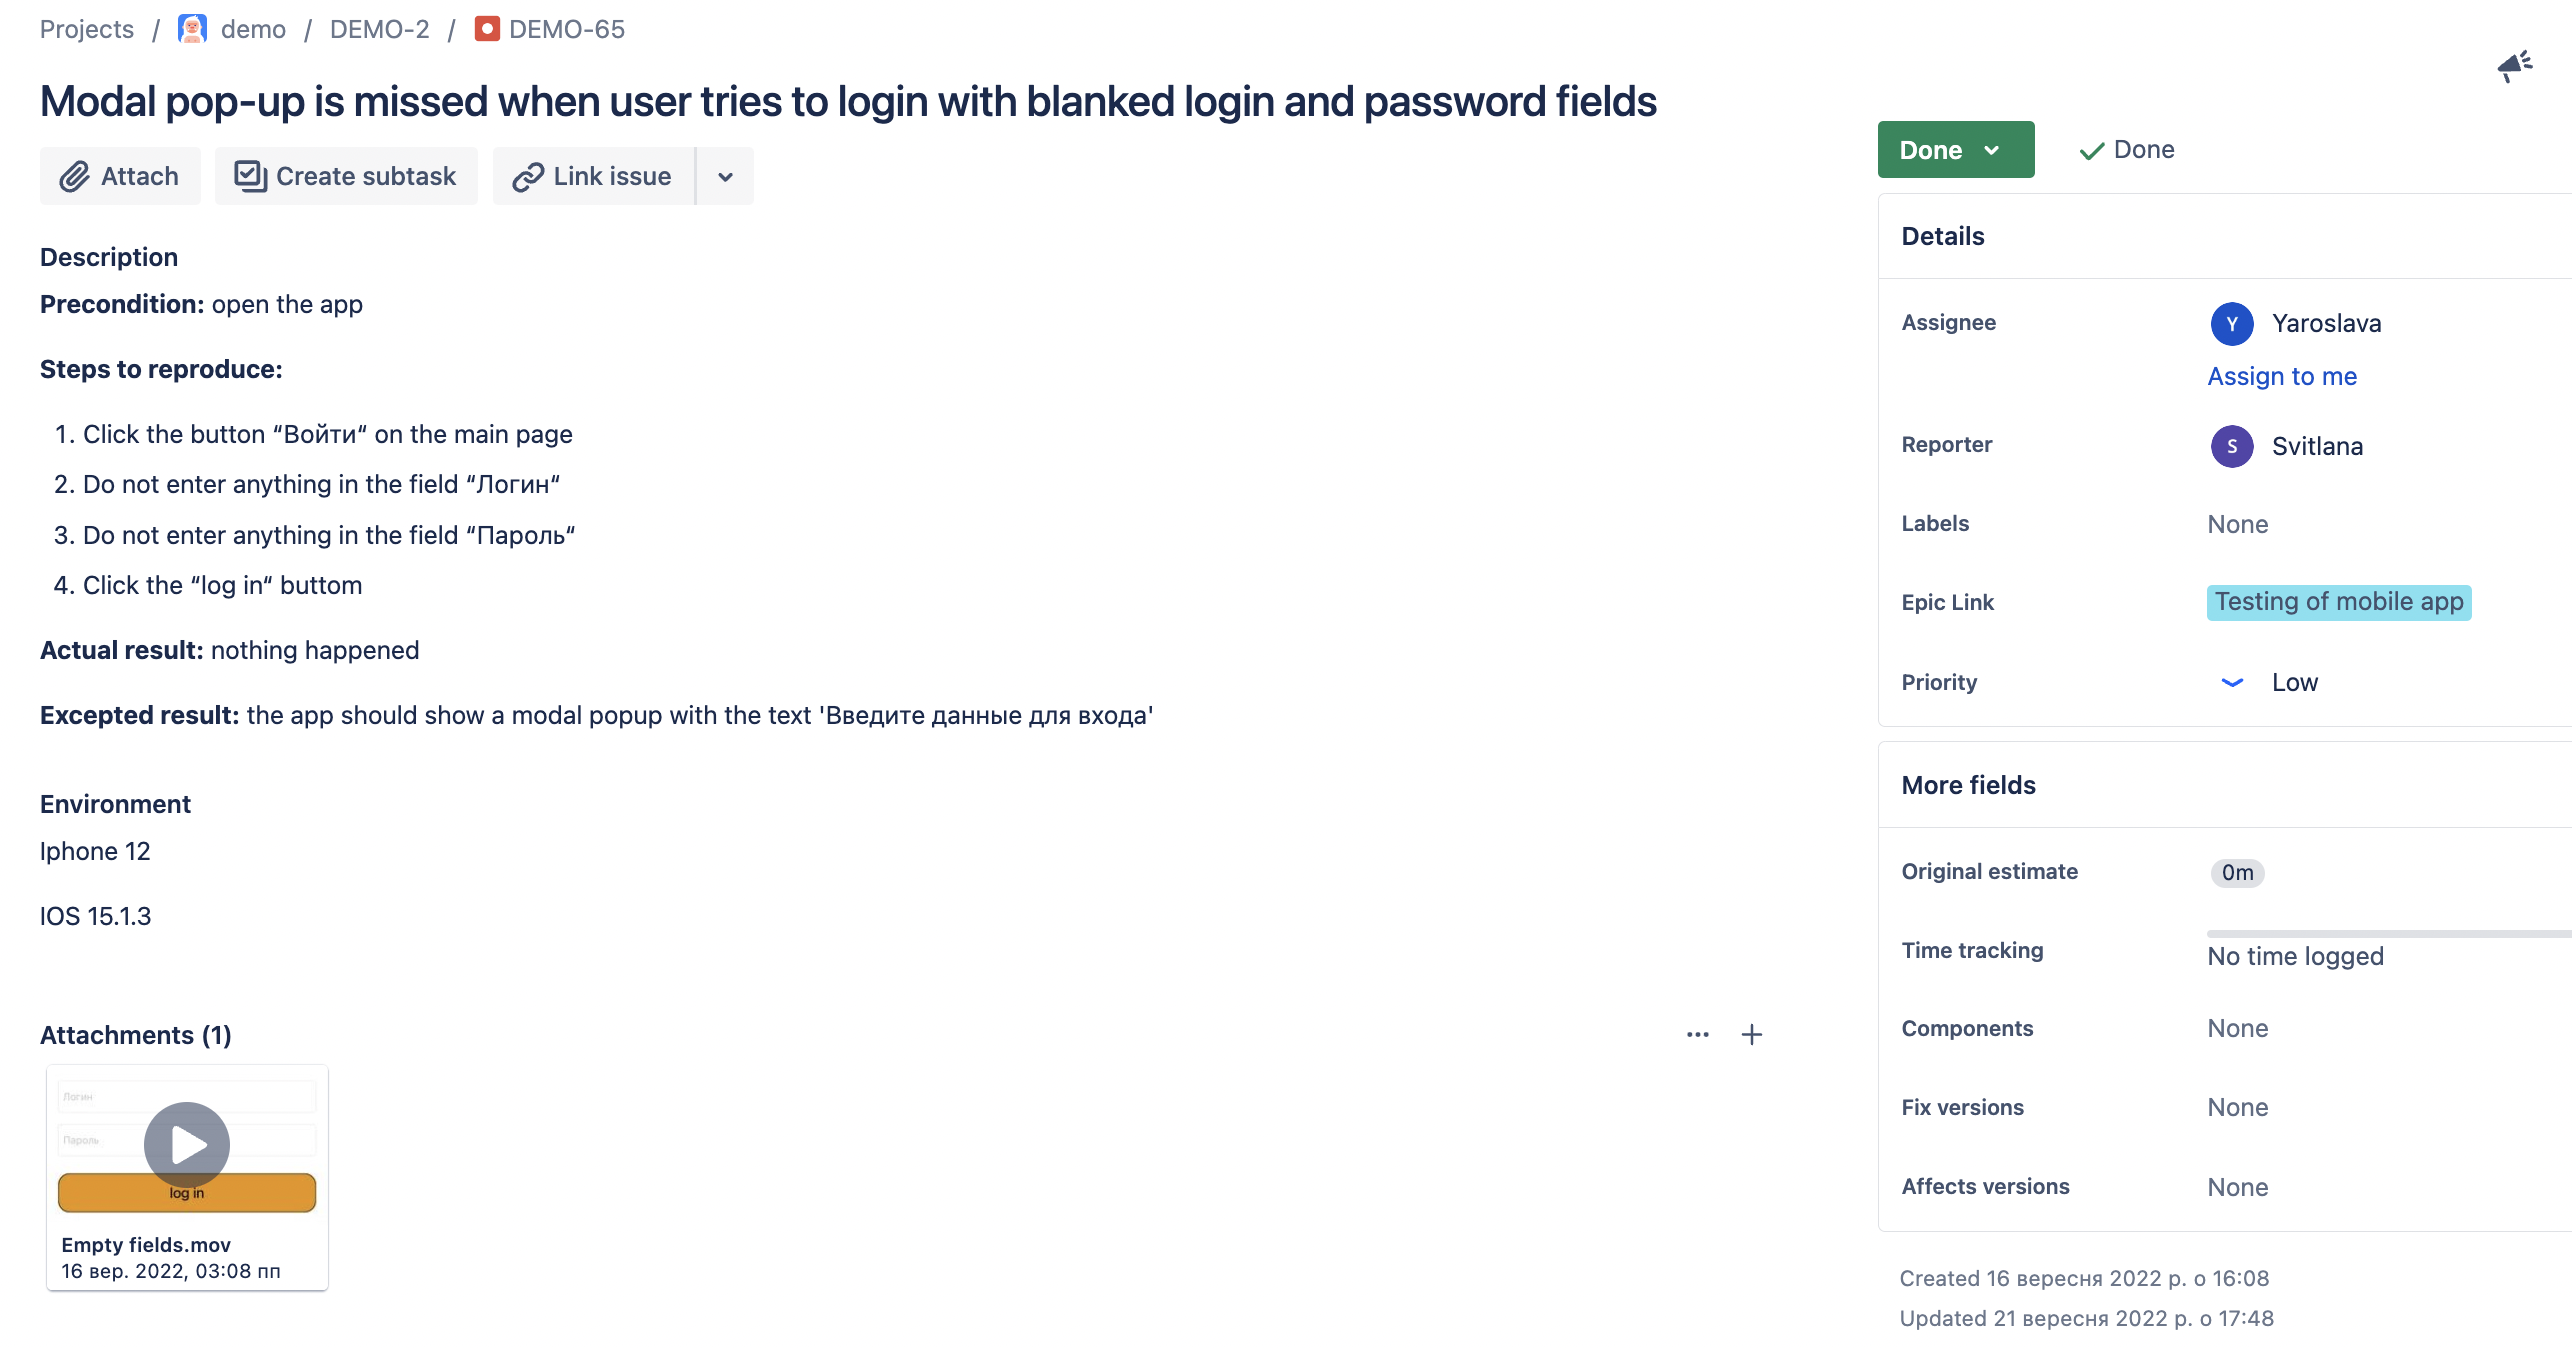 Projects / demo / DEMO-2 / DEMO-65
Modal pop-up is missed when user tries to login with blanked login and password fields
Attach
Create subtask
Link issue
Description
Precondition: open the app
Steps to reproduce:
1. Click the button “Войти“ on the main page
2. Do not enter anything in the field “Логин“
3. Do not enter anything in the field “Пароль“
4. Click the “log in“ buttom
Actual result: nothing happened
Excepted result: the app should show a modal popup with the text 'Введите данные для входа'
Environment
Iphone 12
IOS 15.1.3
Attachments (1)
Логин
Пароль
log in
Empty fields.mov
16 вер. 2022, 03:08 пп
Done
Done
Details
Assignee
Y Yaroslava
Assign to me
Reporter
S Svitlana
Labels
None
Epic Link
Testing of mobile app
Priority
Low
More fields
Original estimate
0m
Time tracking
No time logged
Components
None
Fix versions
None
Affects versions
None
Created 16 вересня 2022 р. о 16:08
Updated 21 вересня 2022 р. о 17:48